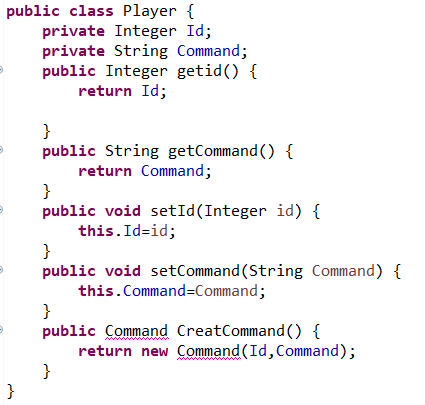 public class Player {
    private Integer Id;
    private String Command;
    public Integer getid() {
        return Id;

    }
    public String getCommand() {
        return Command;
    }
    public void setId(Integer id) {
        this.Id=id;
    }
    public void setCommand(String Command) {
        this.Command=Command;
    }
    public Command CreatCommand() {
        return new Command(Id,Command);
    }
}